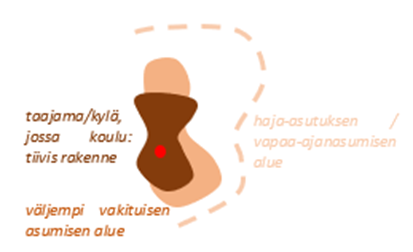 taajama/kylä,
jossa koulu:
tiivis rakenne
haja-asutuksen /
vapaa-ajanasumisen
alue
väljempi vakituisen
asumisen alue